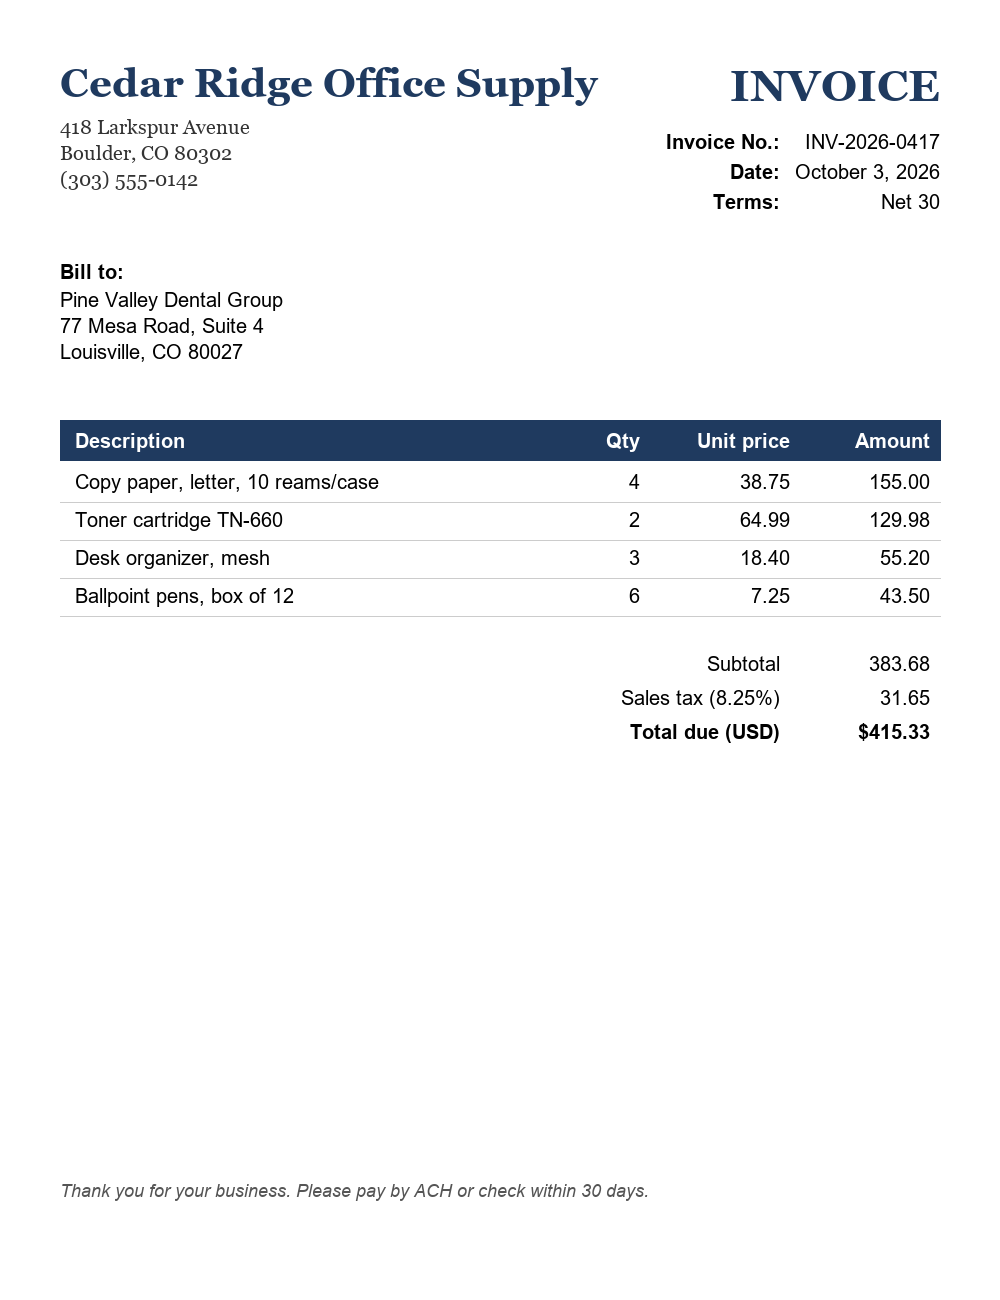 Cedar Ridge Office Supply
418 Larkspur Avenue
Boulder, CO 80302
(303) 555-0142
INVOICE
Invoice No.: INV-2026-0417
Date: October 3, 2026
Terms: Net 30
Bill to:
Pine Valley Dental Group
77 Mesa Road, Suite 4
Louisville, CO 80027
Description Qty Unit price Amount
Copy paper, letter, 10 reams/case 4 38.75 155.00
Toner cartridge TN-660 2 64.99 129.98
Desk organizer, mesh 3 18.40 55.20
Ballpoint pens, box of 12 6 7.25 43.50
Subtotal 383.68
Sales tax (8.25%) 31.65
Total due (USD) $415.33
Thank you for your business. Please pay by ACH or check within 30 days.